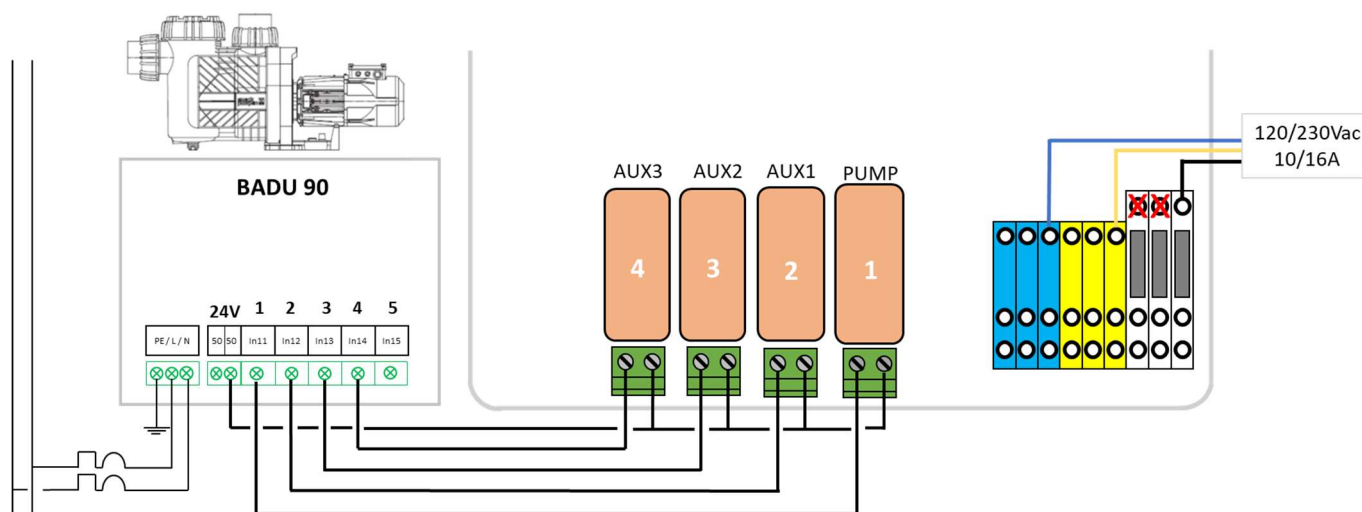 120/230Vac
10/16A
AUX3 AUX2 AUX1 PUMP
BADU 90
4 3 2 1
24V 1 2 3 4 5
PE / L / N 50 50 In11 In12 In13 In14 In15